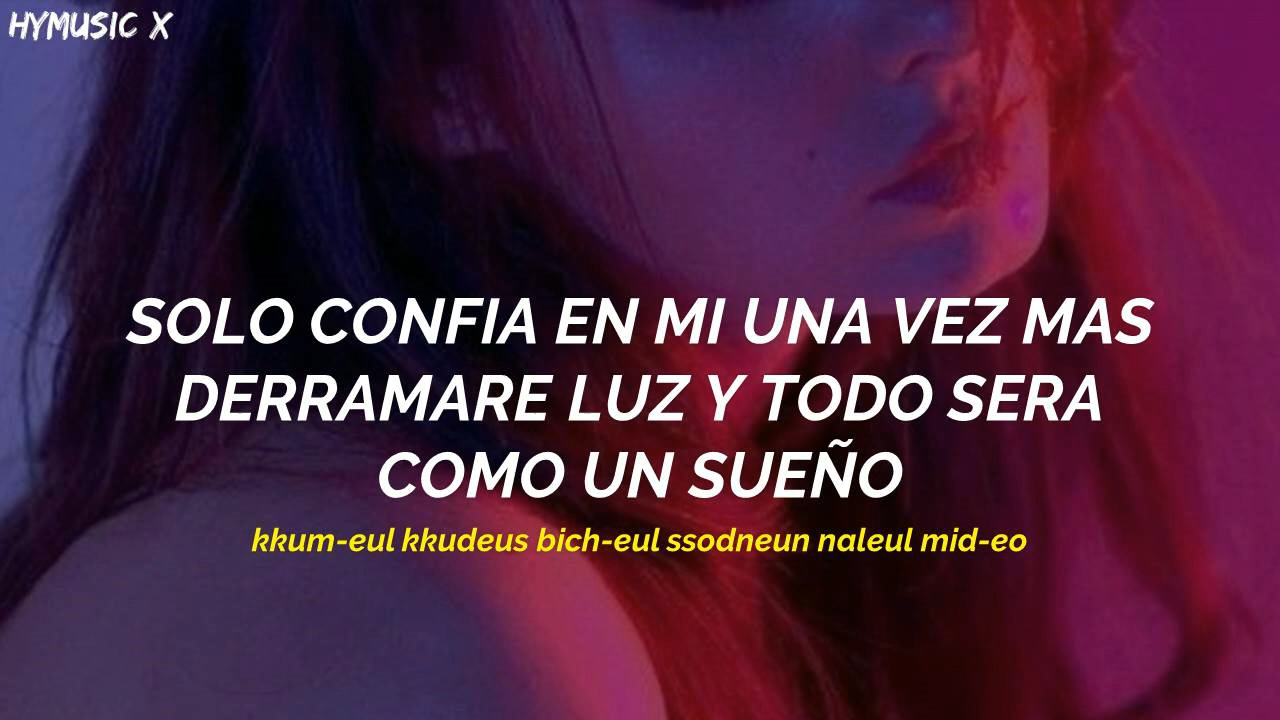 HYMUSIC X
SOLO CONFIA EN MI UNA VEZ MAS
DERRAMARE LUZ Y TODO SERA
COMO UN SUEÑO
kkum-eul kkudeus bich-eul ssodneun naleul mid-eo